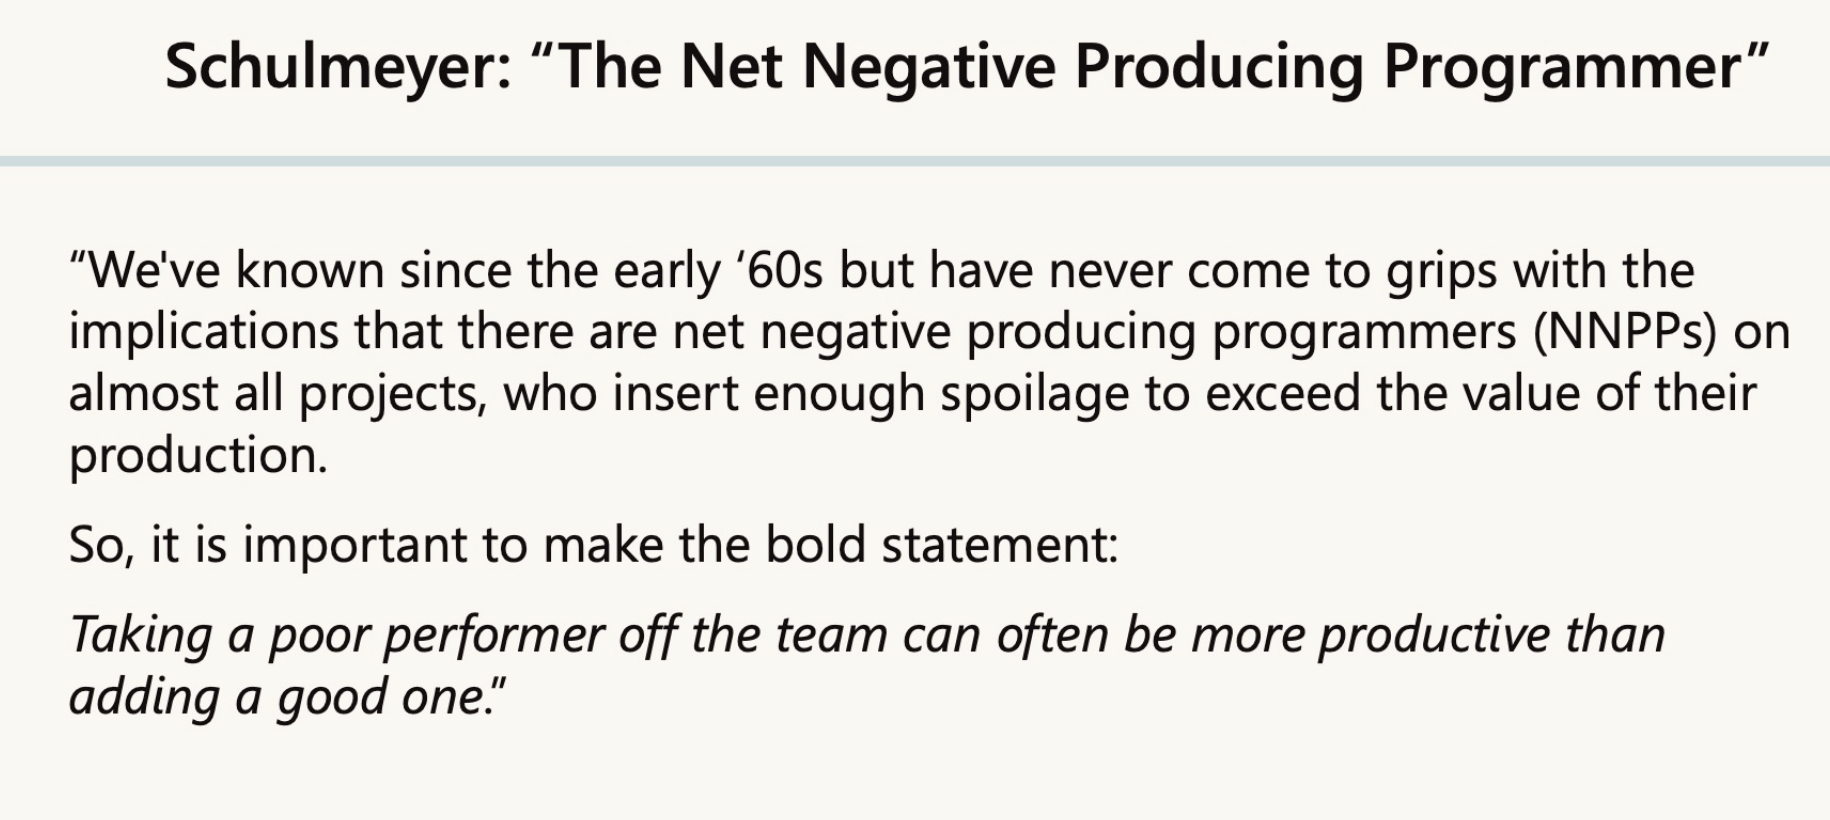 Schulmeyer: “The Net Negative Producing Programmer”
“We've known since the early ‘60s but have never come to grips with the
implications that there are net negative producing programmers (NNPPs) on
almost all projects, who insert enough spoilage to exceed the value of their
production.
So, it is important to make the bold statement:
Taking a poor performer off the team can often be more productive than
adding a good one.”